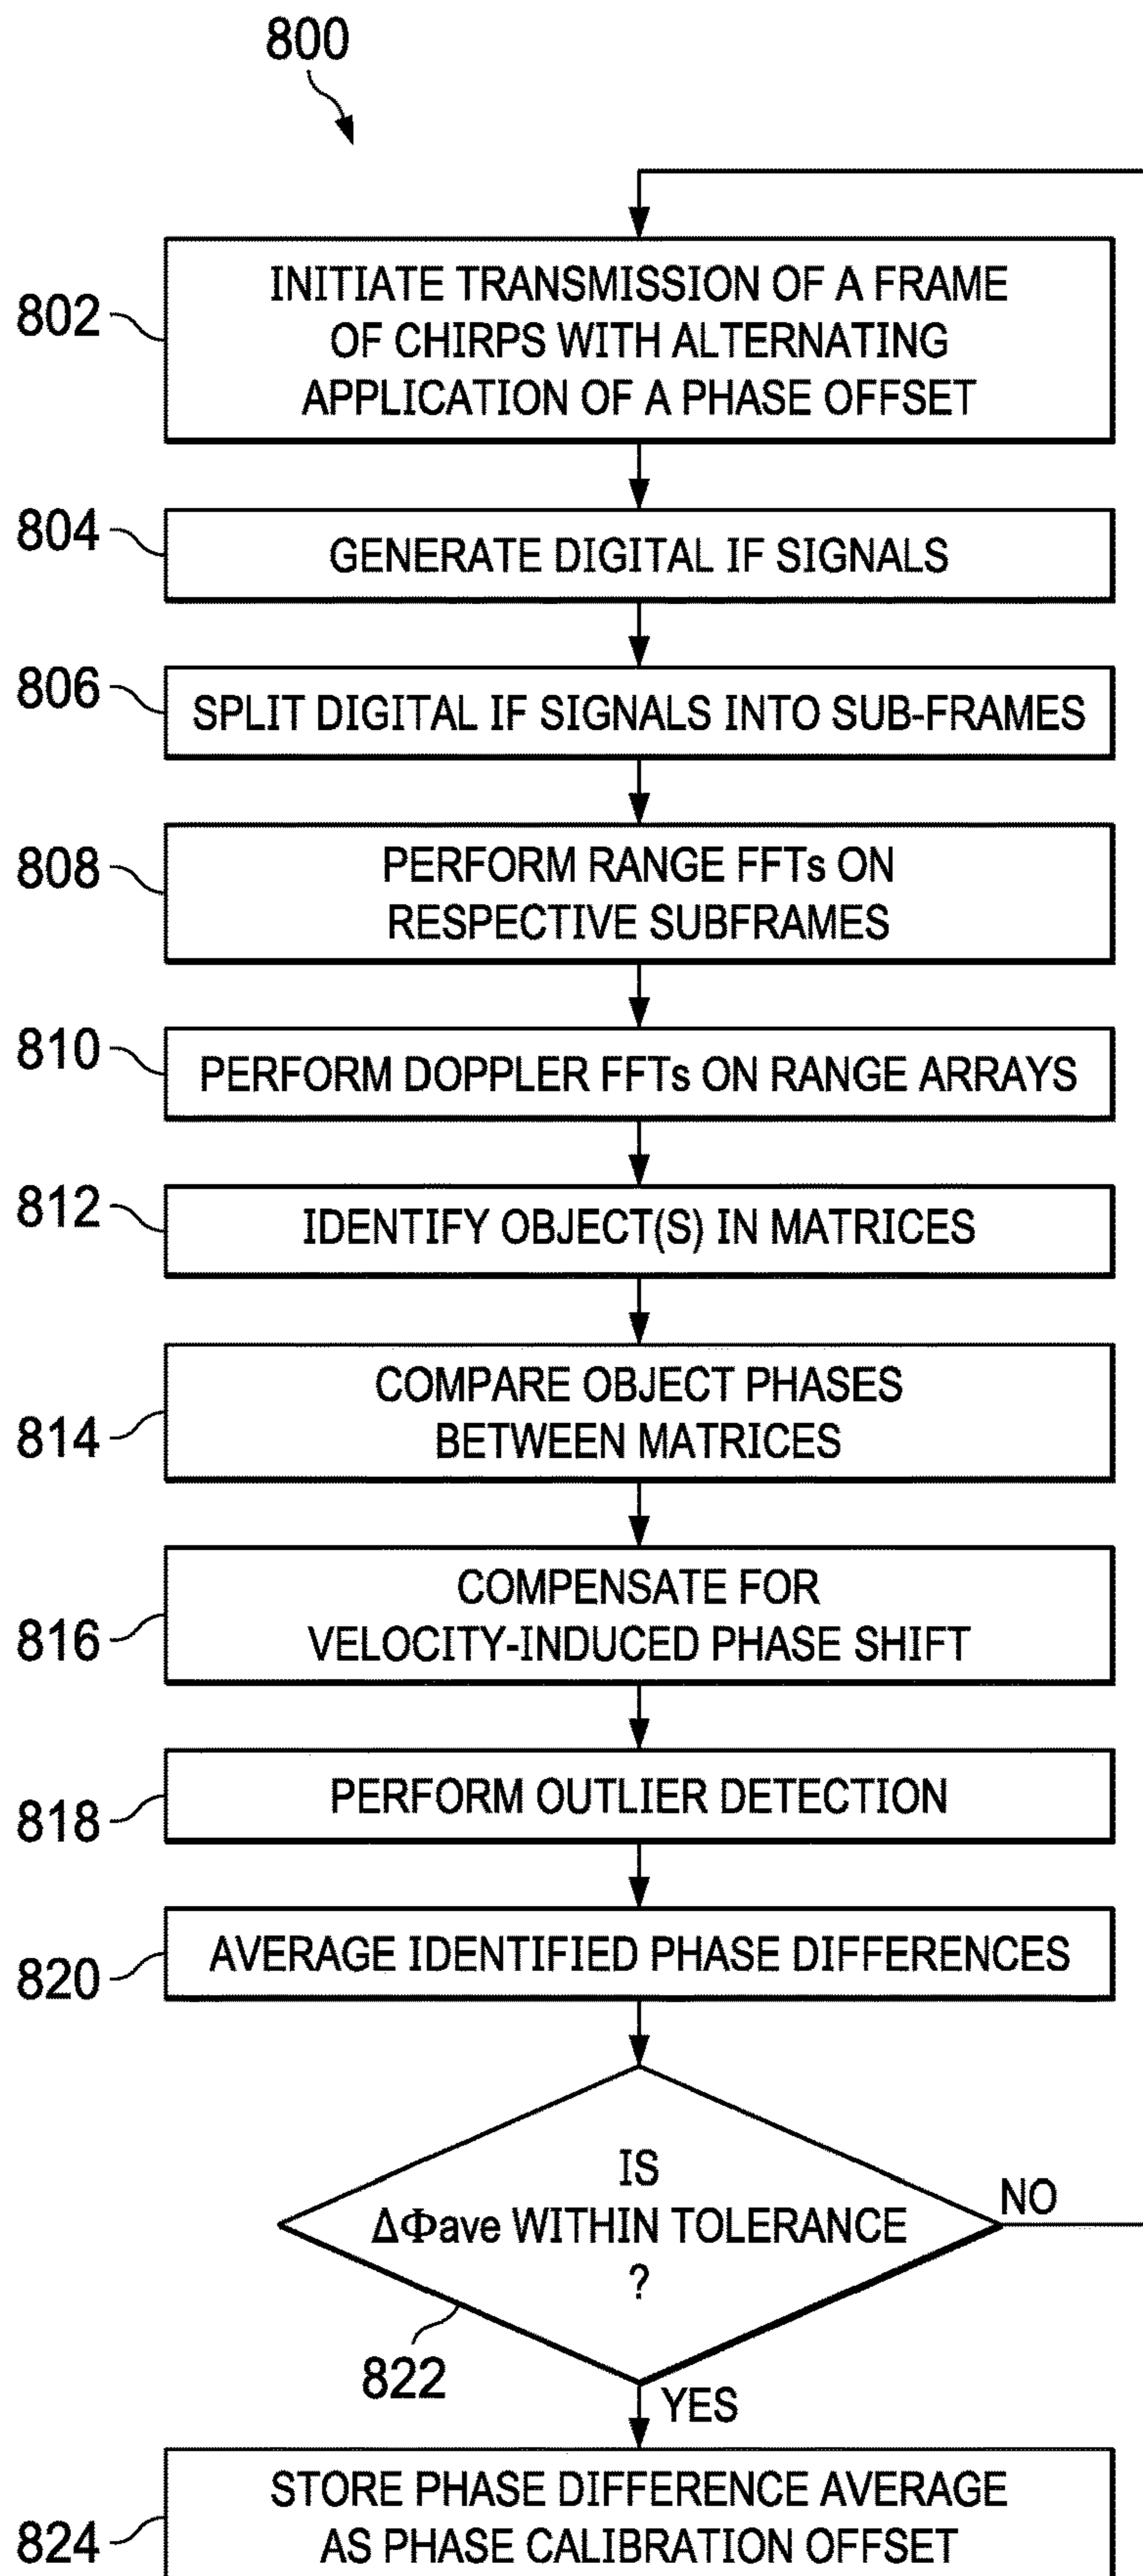 800
802
INITIATE TRANSMISSION OF A FRAME
OF CHIRPS WITH ALTERNATING
APPLICATION OF A PHASE OFFSET
804
GENERATE DIGITAL IF SIGNALS
806
SPLIT DIGITAL IF SIGNALS INTO SUB-FRAMES
808
PERFORM RANGE FFTs ON
RESPECTIVE SUBFRAMES
810
PERFORM DOPPLER FFTs ON RANGE ARRAYS
812
IDENTIFY OBJECT(S) IN MATRICES
814
COMPARE OBJECT PHASES
BETWEEN MATRICES
816
COMPENSATE FOR
VELOCITY-INDUCED PHASE SHIFT
818
PERFORM OUTLIER DETECTION
820
AVERAGE IDENTIFIED PHASE DIFFERENCES
IS
ΔΦave WITHIN TOLERANCE
?
NO
822
YES
824
STORE PHASE DIFFERENCE AVERAGE
AS PHASE CALIBRATION OFFSET